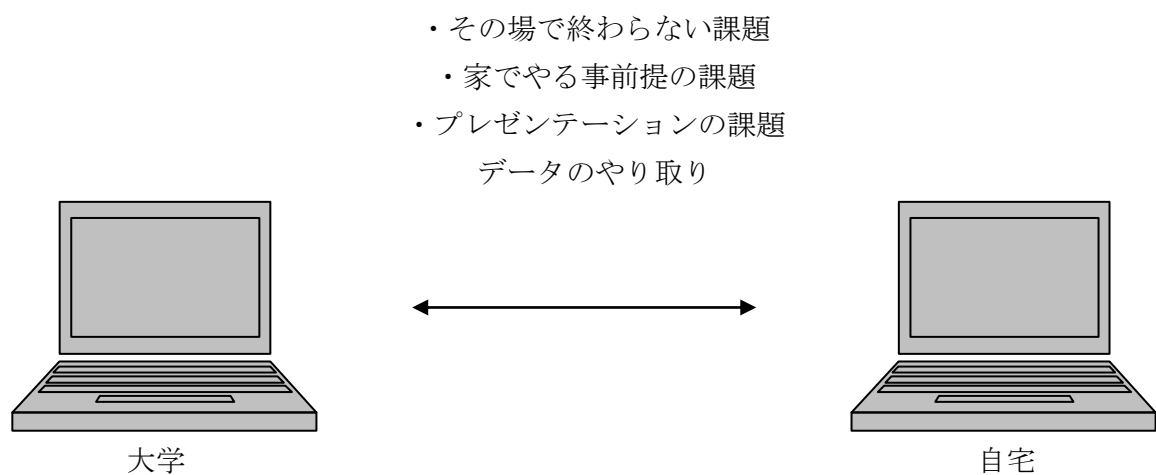 ・その場で終わらない課題
・家でやる事前提の課題
・プレゼンテーションの課題
データのやり取り
大学
自宅